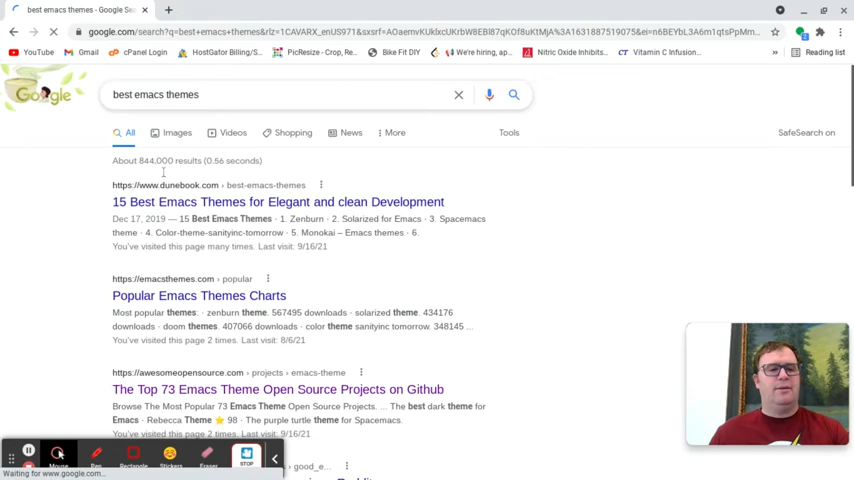 best emacs themes - Google Se
google.com/search?q=best+emacs+themes&rlz=1CAVARX_enUS971&sxsrf=
YouTube
Gmail
cPanel Login
HostGator Billing/S...
PicResize - Crop, Re...
Bike Fit DIY
We're hiring, ap...
Nitric Oxide Inhibits...
CT Vitamin C Infusion...
»
Reading list
Google
best emacs themes
All
Images
Videos
Shopping
News
More
Tools
SafeSearch on
About 844,000 results (0.56 seconds)
https://www.dunebook.com › best-emacs-themes
15 Best Emacs Themes for Elegant and clean Development
Dec 17, 2019 — 15 Best Emacs Themes · 1. Zenburn · 2. Solarized for Emacs · 3. Spacemacs
theme · 4. Color-theme-sanityinc-tomorrow · 5. Monokai – Emacs themes · 6.
You've visited this page many times. Last visit: 9/16/21
https://emacsthemes.com › popular
Popular Emacs Themes Charts
Most popular themes: · zenburn theme. 567495 downloads · solarized theme. 434176
downloads · doom themes. 407066 downloads · color theme sanityinc tomorrow. 348145 ...
You've visited this page 2 times. Last visit: 8/6/21
https://awesomeopensource.com › projects › emacs-theme
The Top 73 Emacs Theme Open Source Projects on Github
Browse The Most Popular 73 Emacs Theme Open Source Projects. ... The best dark theme for
Emacs · Rebecca Theme ⭐ 98 · The purple turtle theme for Spacemacs.
You've visited this page 2 times. Last visit: 9/16/21
› good_e...
Mouse
Pen
Rectangle
Stickers
Eraser
STOP
Waiting for www.google.com...